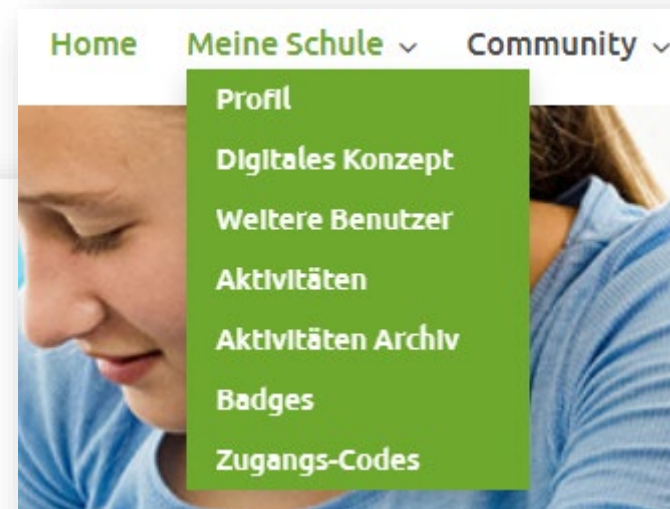 Home Meine Schule Community
Profil
Digitales Konzept
Weitere Benutzer
Aktivitäten
Aktivitäten Archiv
Badges
Zugangs-Codes